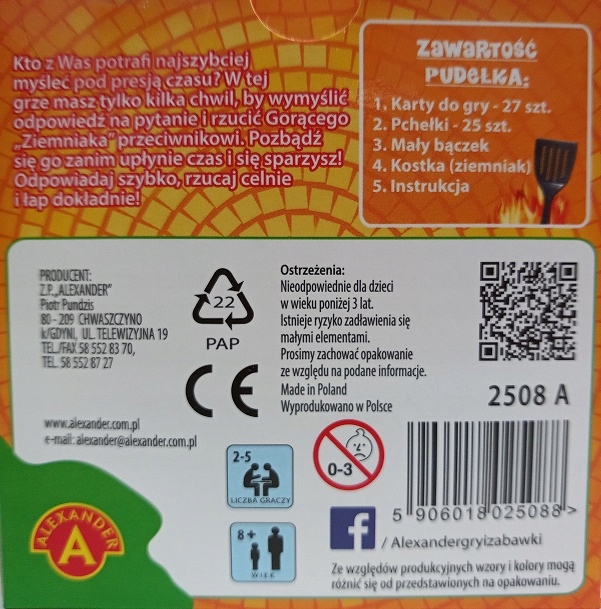 Kto z Was potrafi najszybciej
myśleć pod presją czasu? W tej
grze masz tylko kilka chwil, by wymyślić
odpowiedź na pytanie i rzucić Gorącego
„Ziemniaka" przeciwnikowi. Pozbądź
się go zanim upłynie czas i się sparzysz!
Odpowiadaj szybko, rzucaj celnie
i łap dokładnie!
Zawartość
pudełka:
1. Karty do gry - 27 szt.
2. Pchełki - 25 szt.
3. Mały bączek
4. Kostka (ziemniak)
5. Instrukcja
PRODUCENT:
Z.P. „ALEXANDER"
Piotr Pundzis
80 - 209 CHWASZCZYNO
k/GDYNI, UL. TELEWIZYJNA 19
TEL./FAX 58 552 83 70,
TEL. 58 552 87 27
www.alexander.com.pl
e-mail: alexander@alexander.com.pl
22
PAP
CE
Ostrzeżenia:
Nieodpowiednie dla dzieci
w wieku poniżej 3 lat.
Istnieje ryzyko zadławienia się
małymi elementami.
Prosimy zachować opakowanie
ze względu na podane informacje.
Made in Poland
Wyprodukowano w Polsce
2508 A
2-5
LICZBA GRACZY
8+
WIEK
0-3
5 906018 025088 >
f
/ Alexandergryizabawki
Ze względów produkcyjnych wzory i kolory mogą
różnić się od przedstawionych na opakowaniu.
ALEXANDER
A